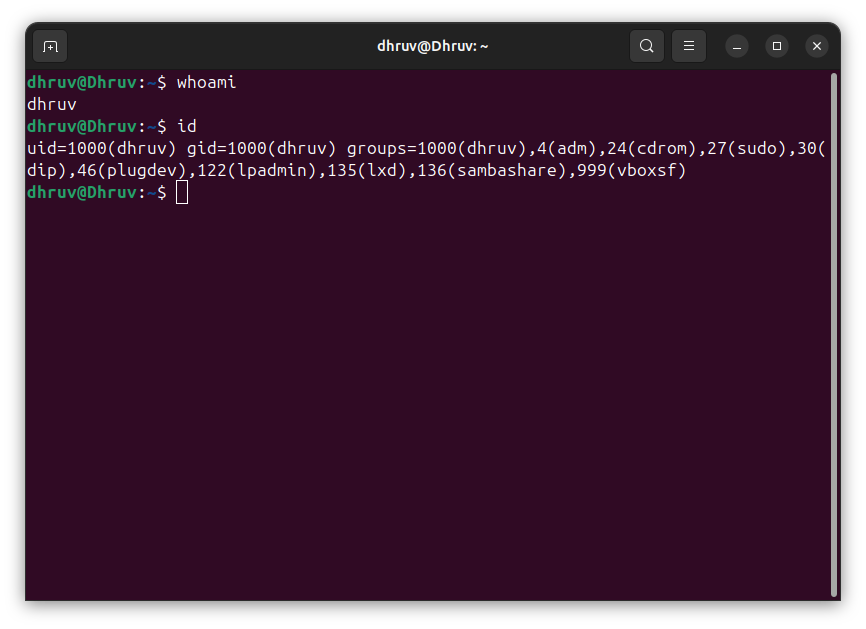 dhruv@Dhruv: ~
dhruv@Dhruv:~$ whoami
dhruv
dhruv@Dhruv:~$ id
uid=1000(dhruv) gid=1000(dhruv) groups=1000(dhruv),4(adm),24(cdrom),27(sudo),30(
dip),46(plugdev),122(lpadmin),135(lxd),136(sambashare),999(vboxsf)
dhruv@Dhruv:~$